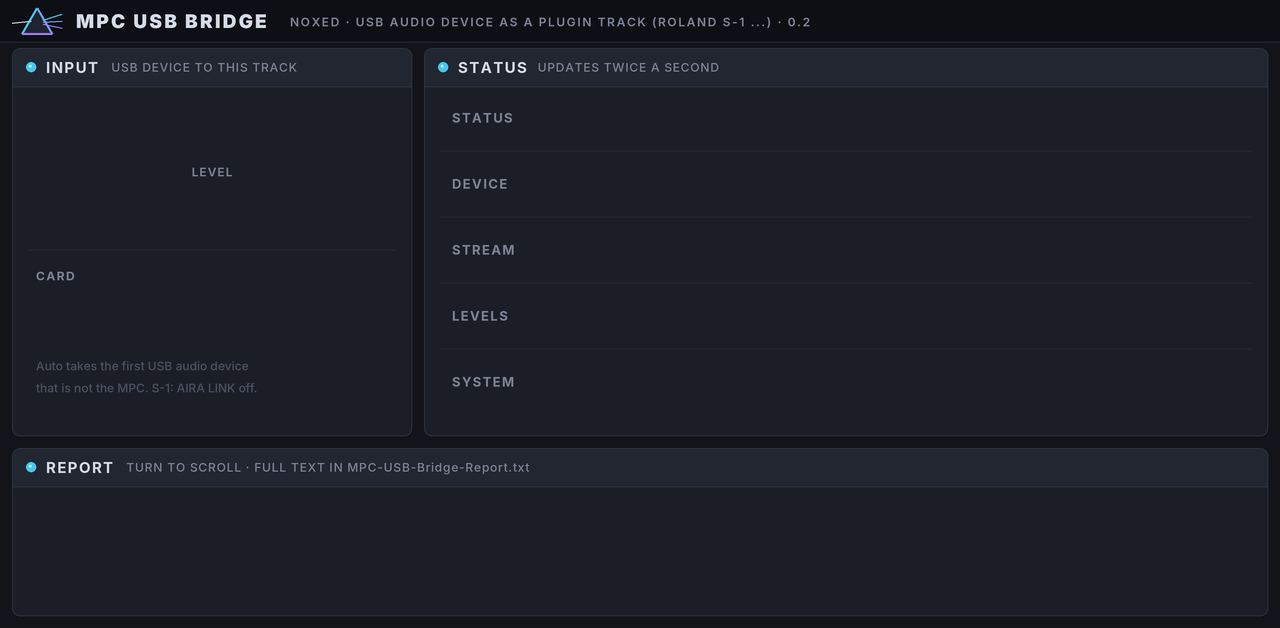 MPC USB BRIDGE NOXED · USB AUDIO DEVICE AS A PLUGIN TRACK (ROLAND S-1 ...) · 0.2
INPUT USB DEVICE TO THIS TRACK
LEVEL
CARD
Auto takes the first USB audio device
that is not the MPC. S-1: AIRA LINK off.
STATUS UPDATES TWICE A SECOND
STATUS
DEVICE
STREAM
LEVELS
SYSTEM
REPORT TURN TO SCROLL · FULL TEXT IN MPC-USB-Bridge-Report.txt